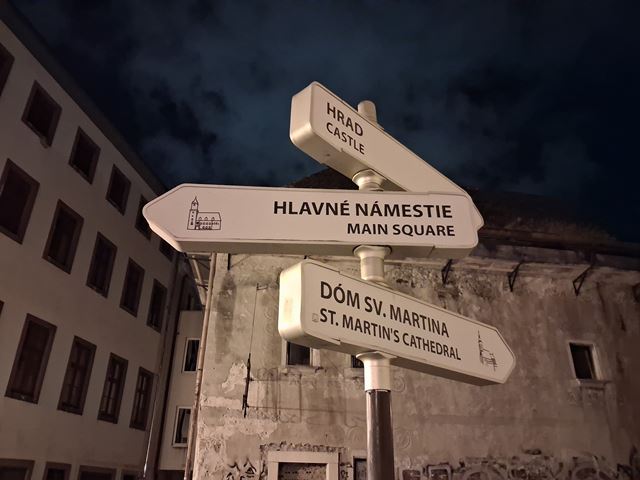 HRAD
CASTLE
HLAVNÉ NÁMESTIE
MAIN SQUARE
DÓM SV. MARTINA
ST. MARTIN'S CATHEDRAL